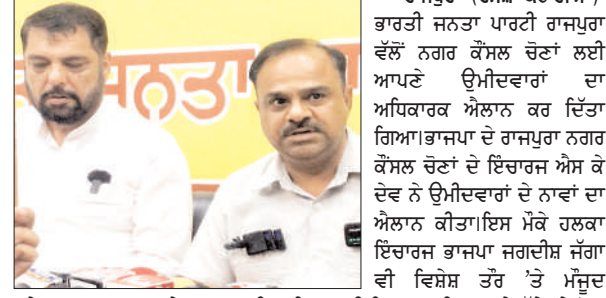 ਜਨਤਾ
ਭਾਰਤੀ ਜਨਤਾ ਪਾਰਟੀ ਰਾਜਪੁਰਾ
ਵੱਲੋਂ ਨਗਰ ਕੌਂਸਲ ਚੋਣਾਂ ਲਈ
ਆਪਣੇ ਉਮੀਦਵਾਰਾਂ ਦਾ
ਅਧਿਕਾਰਕ ਐਲਾਨ ਕਰ ਦਿੱਤਾ
ਗਿਆ।ਭਾਜਪਾ ਦੇ ਰਾਜਪੁਰਾ ਨਗਰ
ਕੌਂਸਲ ਚੋਣਾਂ ਦੇ ਇੰਚਾਰਜ ਐਸ ਕੇ
ਦੇਵ ਨੇ ਉਮੀਦਵਾਰਾਂ ਦੇ ਨਾਵਾਂ ਦਾ
ਐਲਾਨ ਕੀਤਾ।ਇਸ ਮੌਕੇ ਹਲਕਾ
ਇੰਚਾਰਜ ਭਾਜਪਾ ਜਗਦੀਸ਼ ਜੱਗਾ
ਵੀ ਵਿਸ਼ੇਸ਼ ਤੌਰ 'ਤੇ ਮੌਜੂਦ